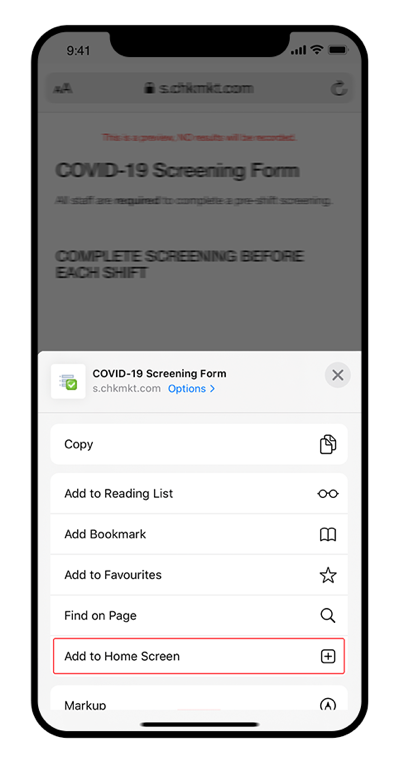 9:41
AA s.chkmkt.com
This is a preview, NO results will be recorded.
COVID-19 Screening Form
All staff are required to complete a pre-shift screening.
COMPLETE SCREENING BEFORE
EACH SHIFT
COVID-19 Screening Form
s.chkmkt.com Options >
Copy
Add to Reading List
Add Bookmark
Add to Favourites
Find on Page
Add to Home Screen
Markup